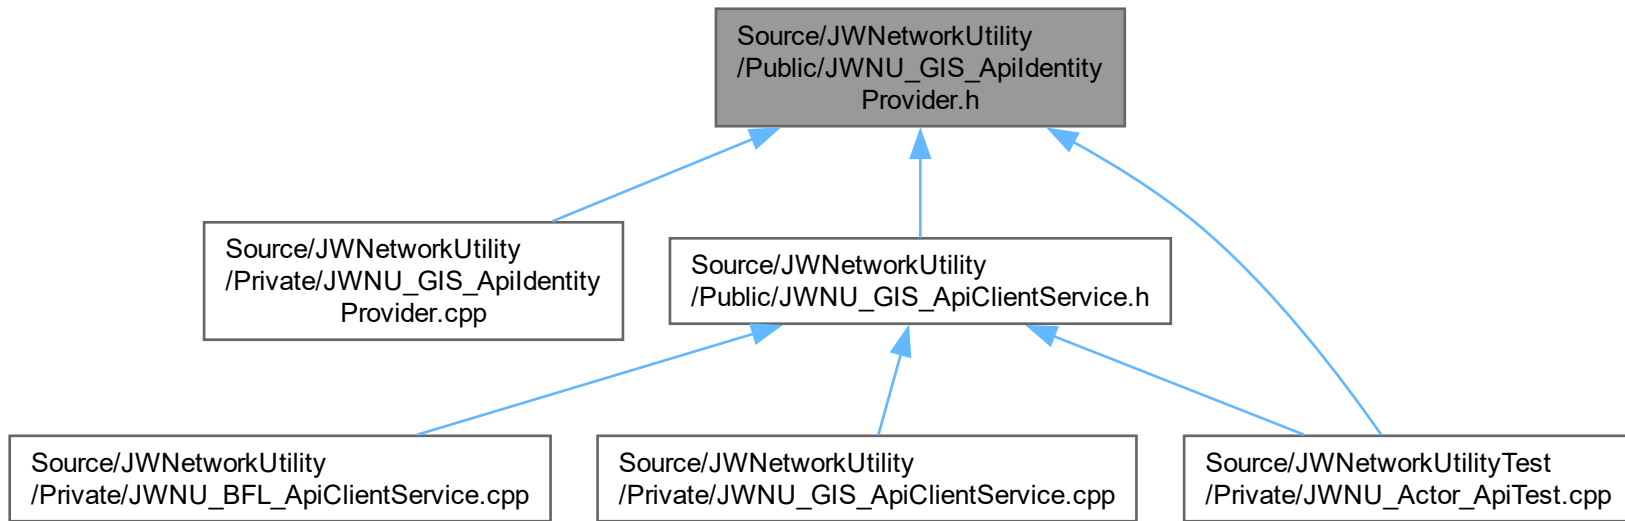 Source/JWNetworkUtility
/Public/JWNU_GIS_ApiIdentity
Provider.h
Source/JWNetworkUtility
/Private/JWNU_GIS_ApiIdentity
Provider.cpp
Source/JWNetworkUtility
/Public/JWNU_GIS_ApiClientService.h
Source/JWNetworkUtility
/Private/JWNU_BFL_ApiClientService.cpp
Source/JWNetworkUtility
/Private/JWNU_GIS_ApiClientService.cpp
Source/JWNetworkUtilityTest
/Private/JWNU_Actor_ApiTest.cpp